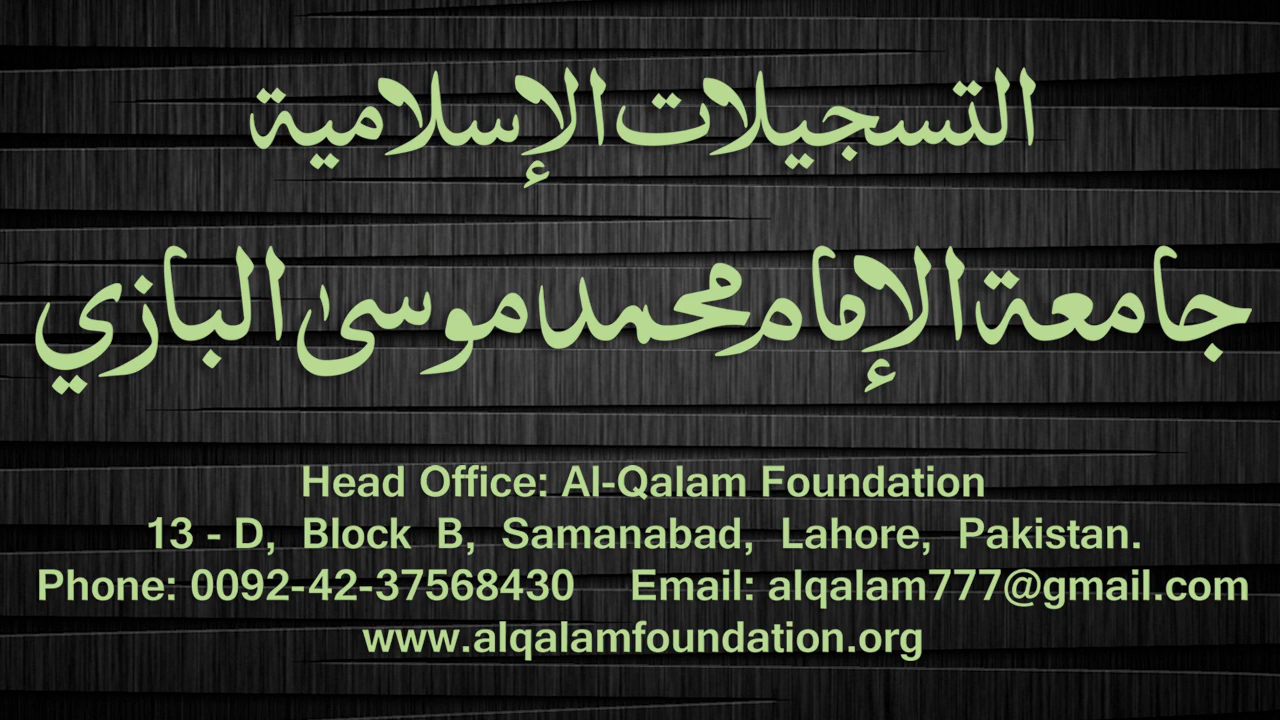 التسجيلات الإسلامية
جامعة الإمام محمد موسىٰ البازي
Head Office: Al-Qalam Foundation
13 - D, Block B, Samanabad, Lahore, Pakistan.
Phone: 0092-42-37568430 Email: alqalam777@gmail.com
www.alqalamfoundation.org